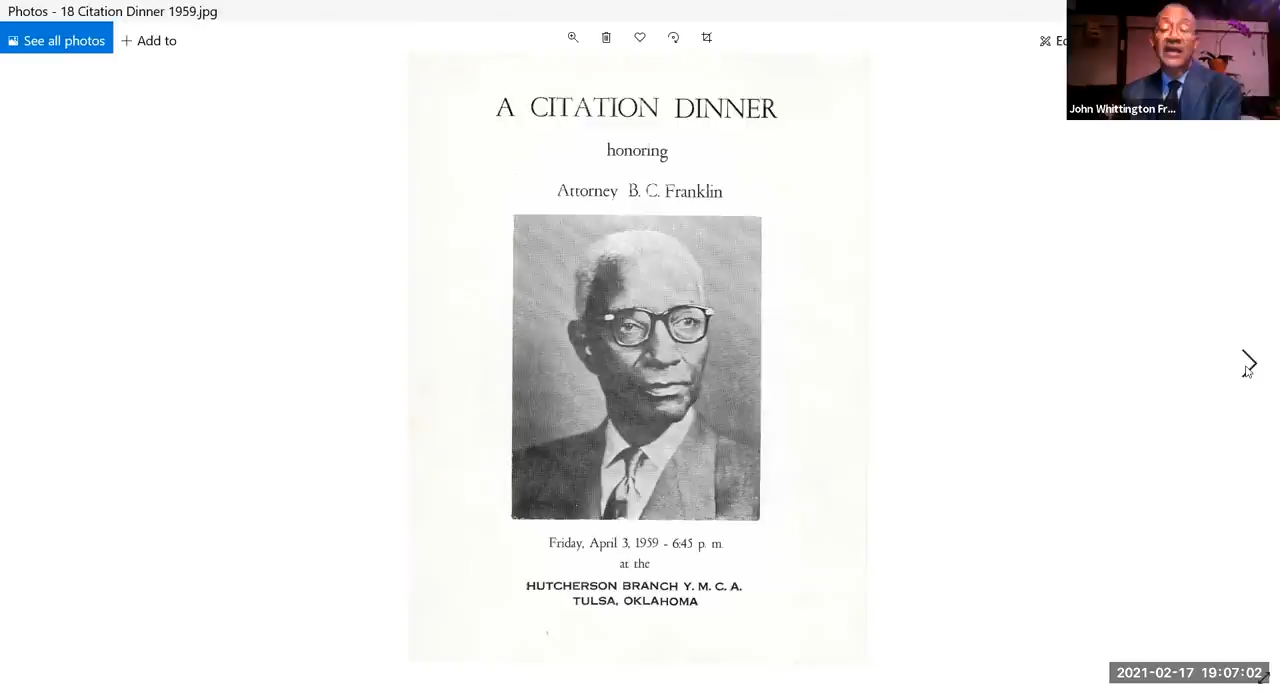 Photos - 18 Citation Dinner 1959.jpg
See all photos
Add to
John Whittington Fr...
A CITATION DINNER
honoring
Attorney B. C. Franklin
Friday, April 3, 1959 - 6:45 p. m.
at the
HUTCHERSON BRANCH Y. M. C. A.
TULSA, OKLAHOMA
2021-02-17 19:07:02